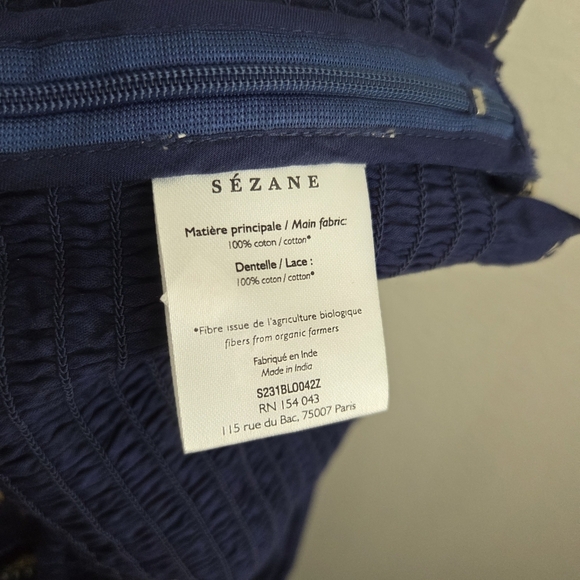 SÉZANE
Matière principale / Main fabric:
100% coton / cotton*
Dentelle / Lace :
100% coton / cotton*
*Fibre issue de l'agriculture biologique
fibers from organic farmers
Fabriqué en Inde
Made in India
S231BLO042Z
RN 154 043
115 rue du Bac, 75007 Paris